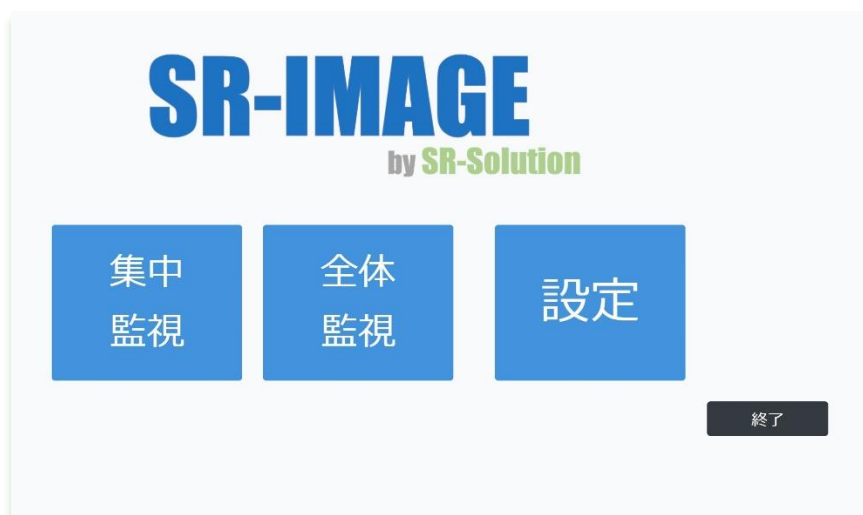 SR-IMAGE
by SR-Solution
集中
監視
全体
監視
設定
終了